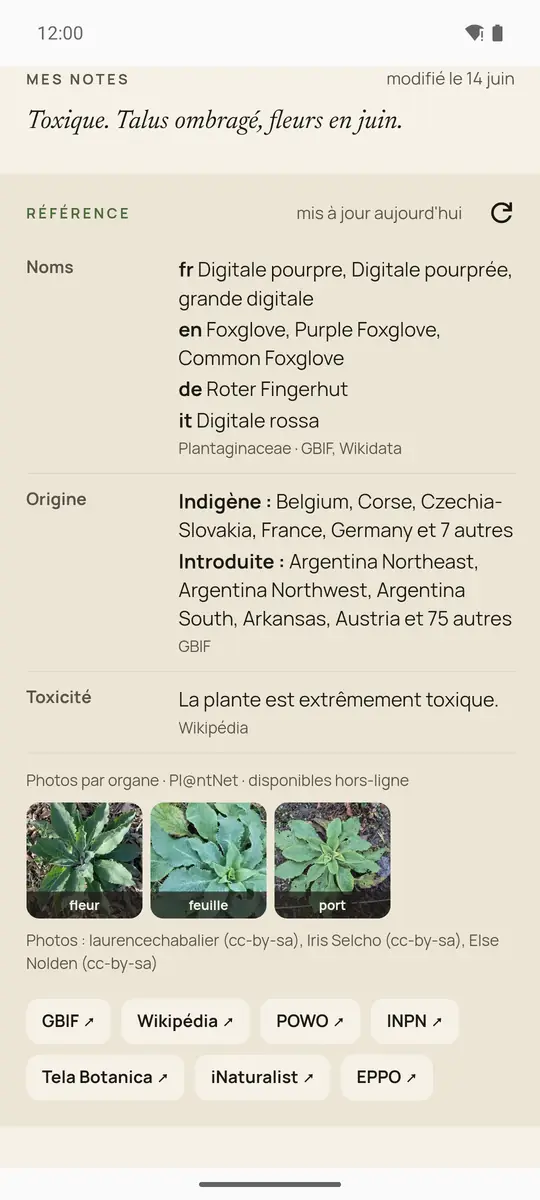 12:00
MES NOTES
modifié le 14 juin
Toxique. Talus ombragé, fleurs en juin.
RÉFÉRENCE
mis à jour aujourd'hui
Noms
fr Digitale pourpre, Digitale pourprée,
grande digitale
en Foxglove, Purple Foxglove,
Common Foxglove
de Roter Fingerhut
it Digitale rossa
Plantaginaceae · GBIF, Wikidata
Origine
Indigène : Belgium, Corse, Czechia-
Slovakia, France, Germany et 7 autres
Introduite : Argentina Northeast,
Argentina Northwest, Argentina
South, Arkansas, Austria et 75 autres
GBIF
Toxicité
La plante est extrêmement toxique.
Wikipédia
Photos par organe · Pl@ntNet · disponibles hors-ligne
fleur
feuille
port
Photos : laurencechabalier (cc-by-sa), Iris Selcho (cc-by-sa), Else
Nolden (cc-by-sa)
GBIF ↗
Wikipédia ↗
POWO ↗
INPN ↗
Tela Botanica ↗
iNaturalist ↗
EPPO ↗